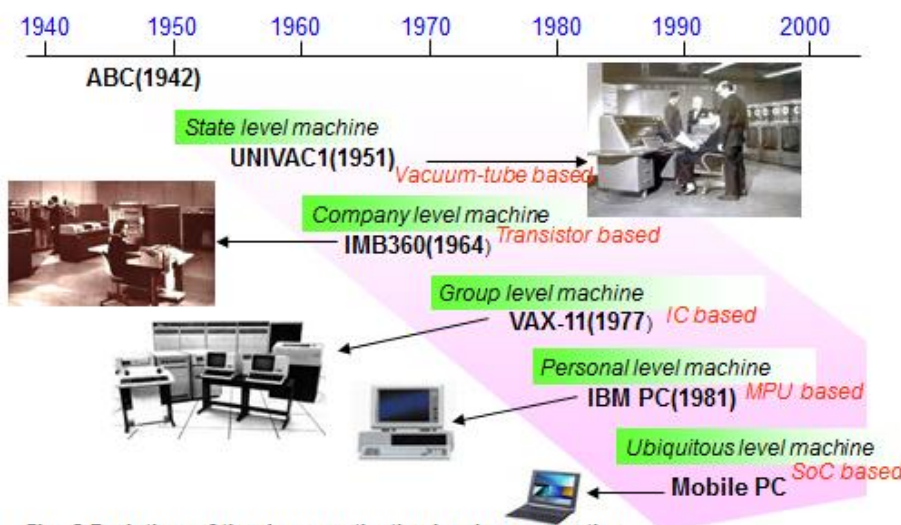 1940 1950 1960 1970 1980 1990 2000
ABC(1942)
State level machine
UNIVAC1(1951)
Vacuum-tube based
Company level machine
IMB360(1964) Transistor based
Group level machine
VAX-11(1977) IC based
Personal level machine
IBM PC(1981) MPU based
Ubiquitous level machine
SoC based
Mobile PC